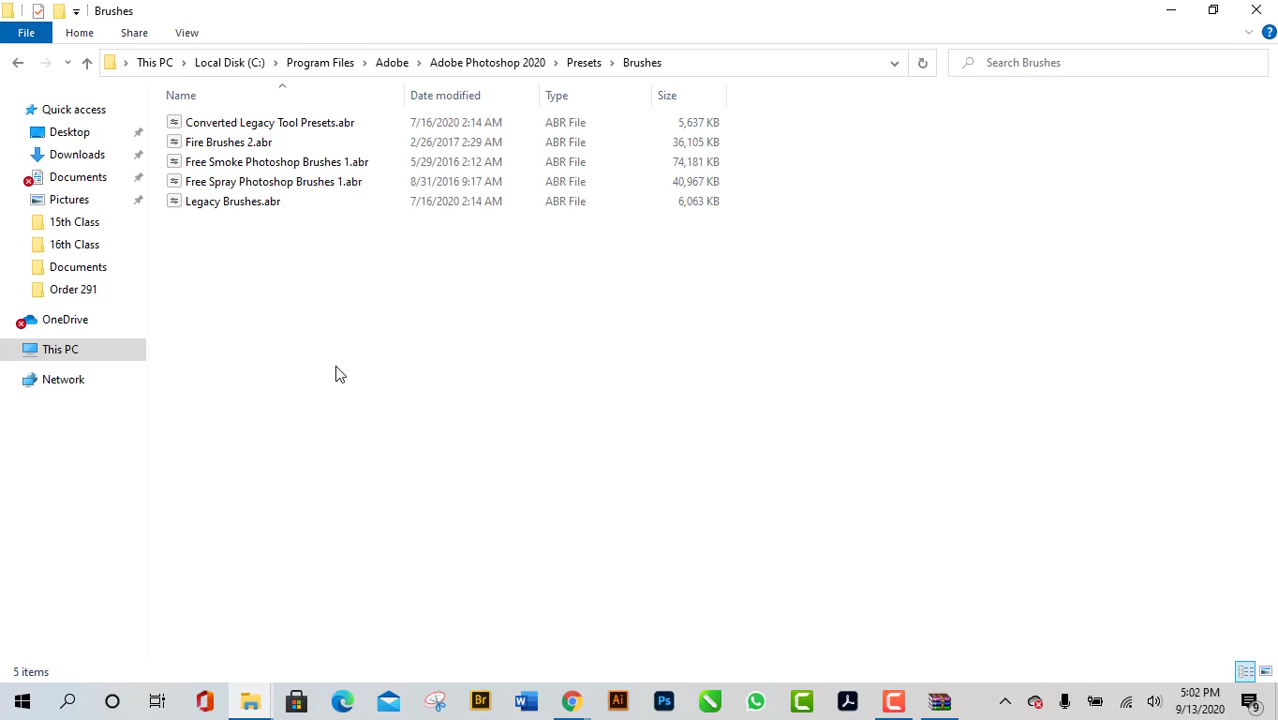 Brushes
File Home Share View
This PC Local Disk (C:) Program Files Adobe Adobe Photoshop 2020 Presets Brushes Search Brushes
Name Date modified Type Size
Converted Legacy Tool Presets.abr 7/16/2020 2:14 AM ABR File 5,637 KB
Fire Brushes 2.abr 2/26/2017 2:29 AM ABR File 36,105 KB
Free Smoke Photoshop Brushes 1.abr 5/29/2016 2:12 AM ABR File 74,181 KB
Free Spray Photoshop Brushes 1.abr 8/31/2016 9:17 AM ABR File 40,967 KB
Legacy Brushes.abr 7/16/2020 2:14 AM ABR File 6,063 KB
Quick access
Desktop
Downloads
Documents
Pictures
15th Class
16th Class
Documents
Order 291
OneDrive
This PC
Network
5 items
Br Ai Ps
5:02 PM
9/13/2020
9